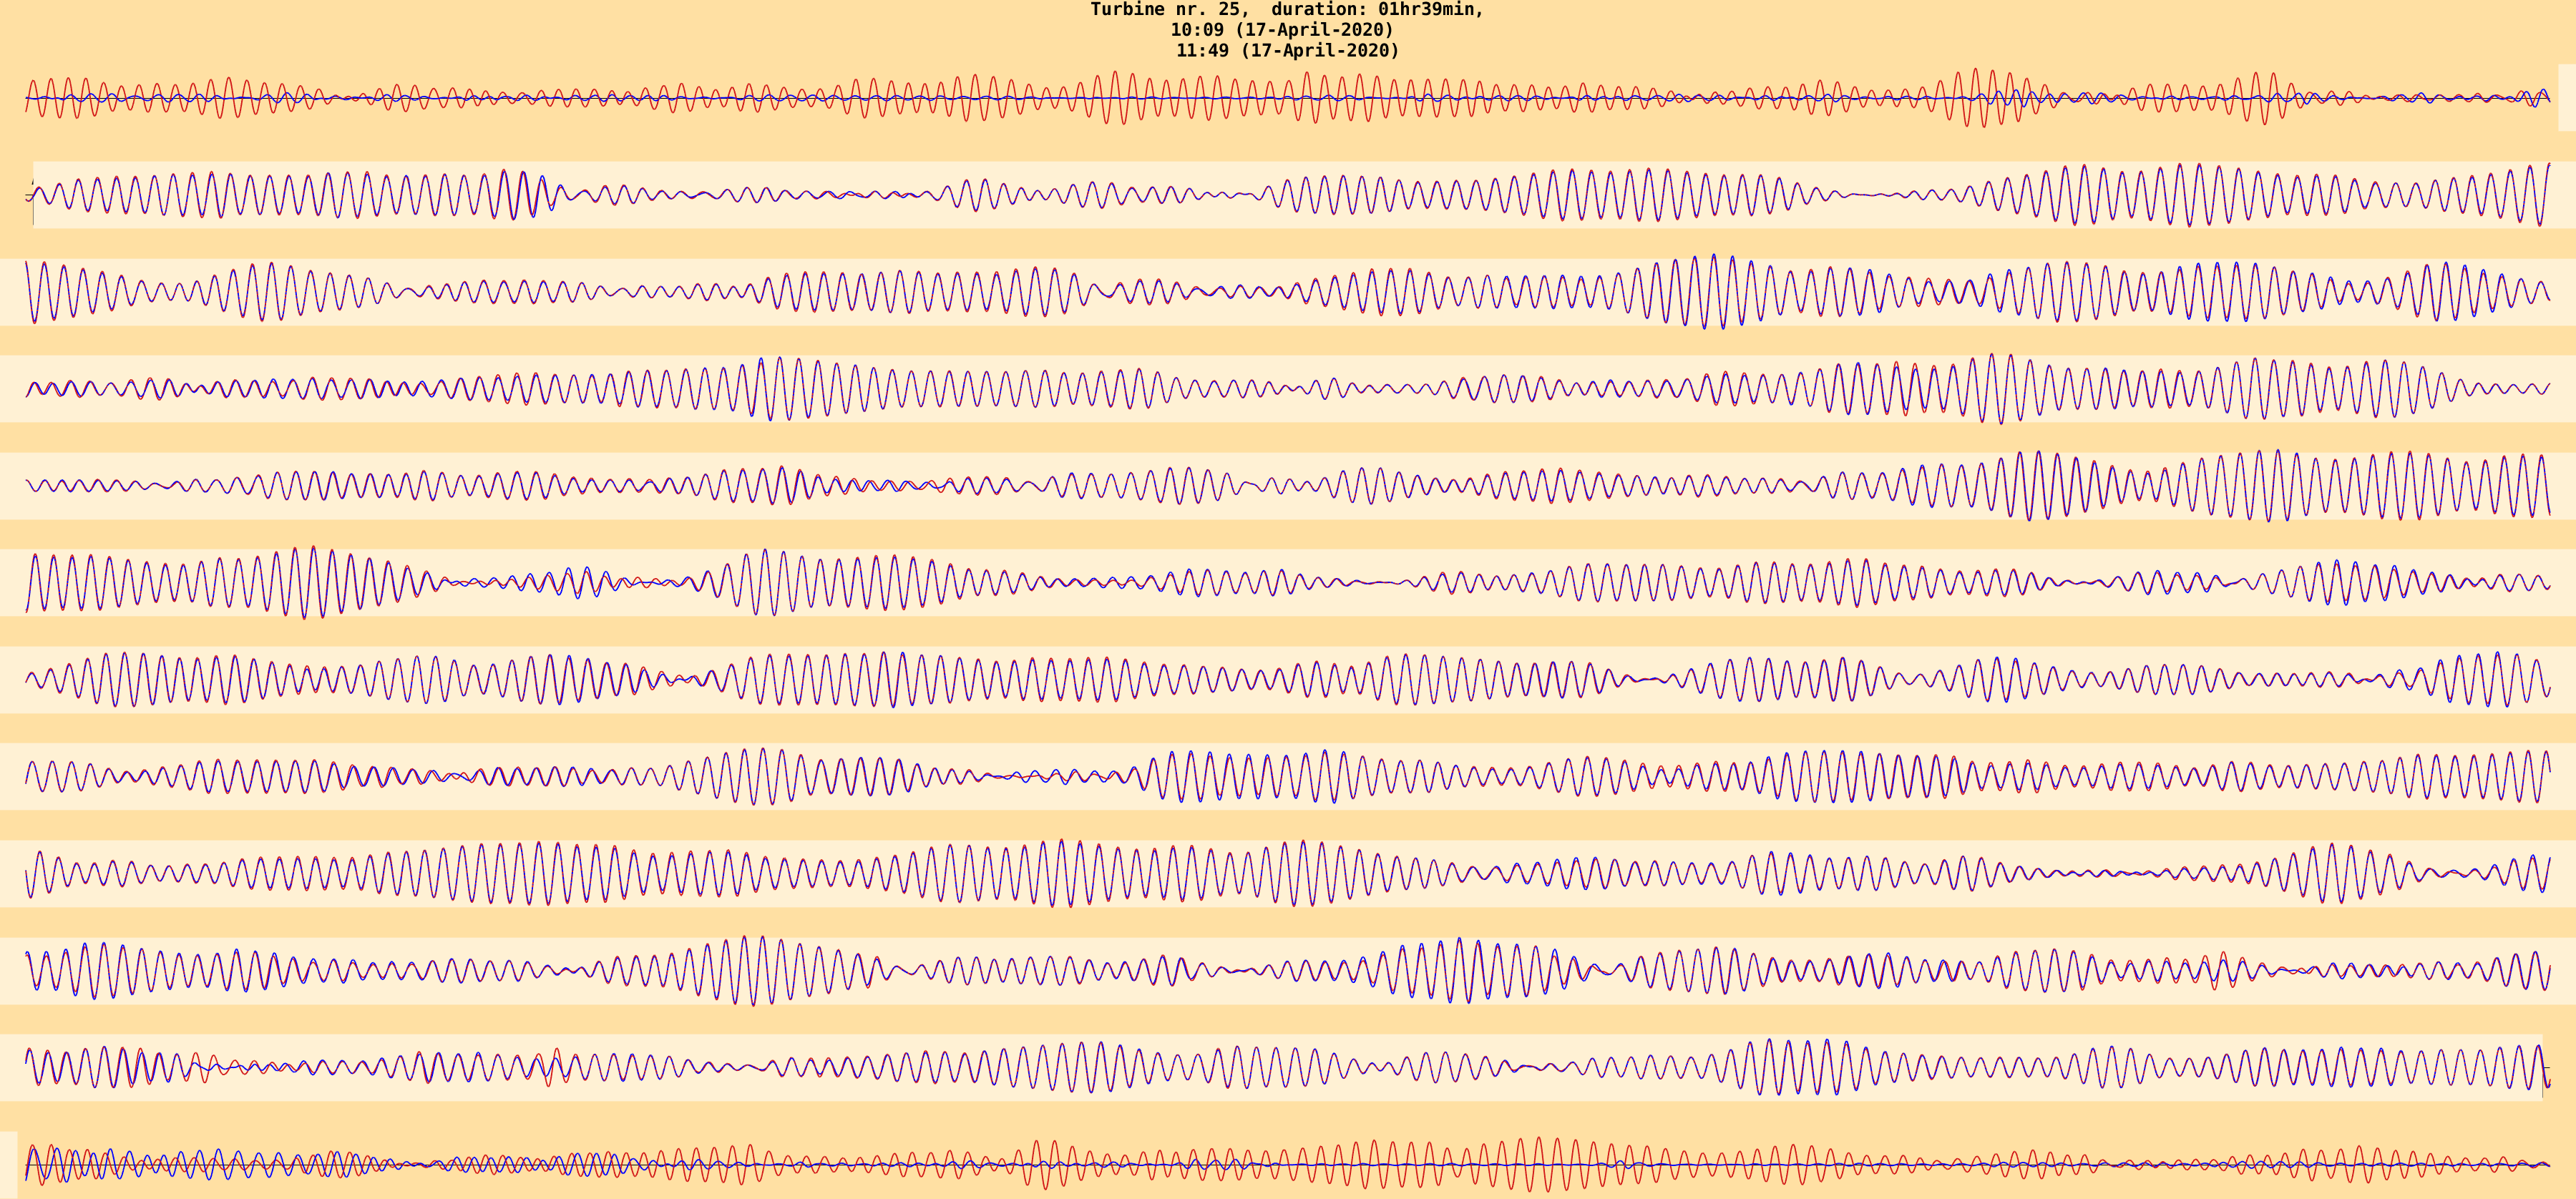 Turbine nr. 25,  duration: 01hr39min,
10:09 (17-April-2020)
11:49 (17-April-2020)